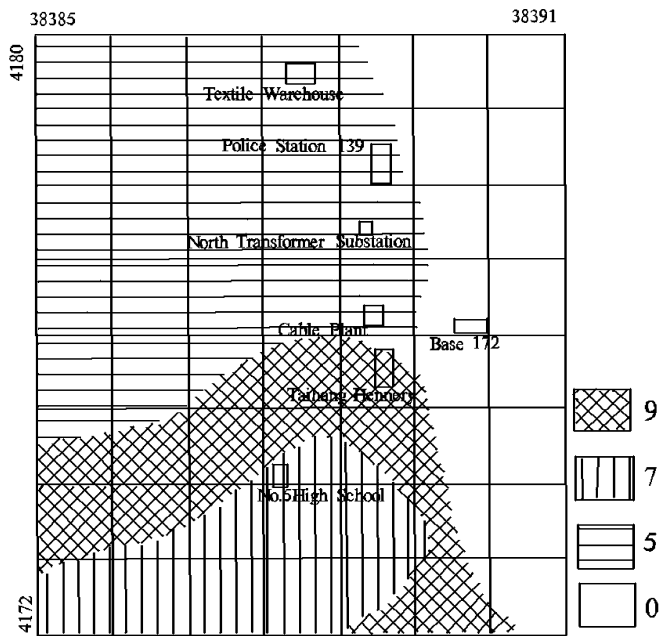 38385 38391
4180
Textile Warehouse
Police Station 139
North Transformer Substation
Cable Plant
Base 172
Taihang Hennery
9
7
No.5High School
5
0
4172